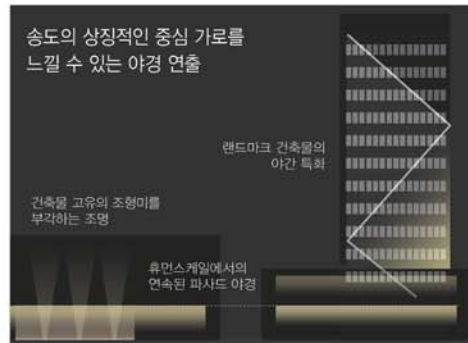 송도의 상징적인 중심 가로를
느낄 수 있는 야경 연출
랜드마크 건축물의
야간 특화
건축물 고유의 조형미를
부각하는 조명
휴먼스케일에서의
연속된 파사드 야경